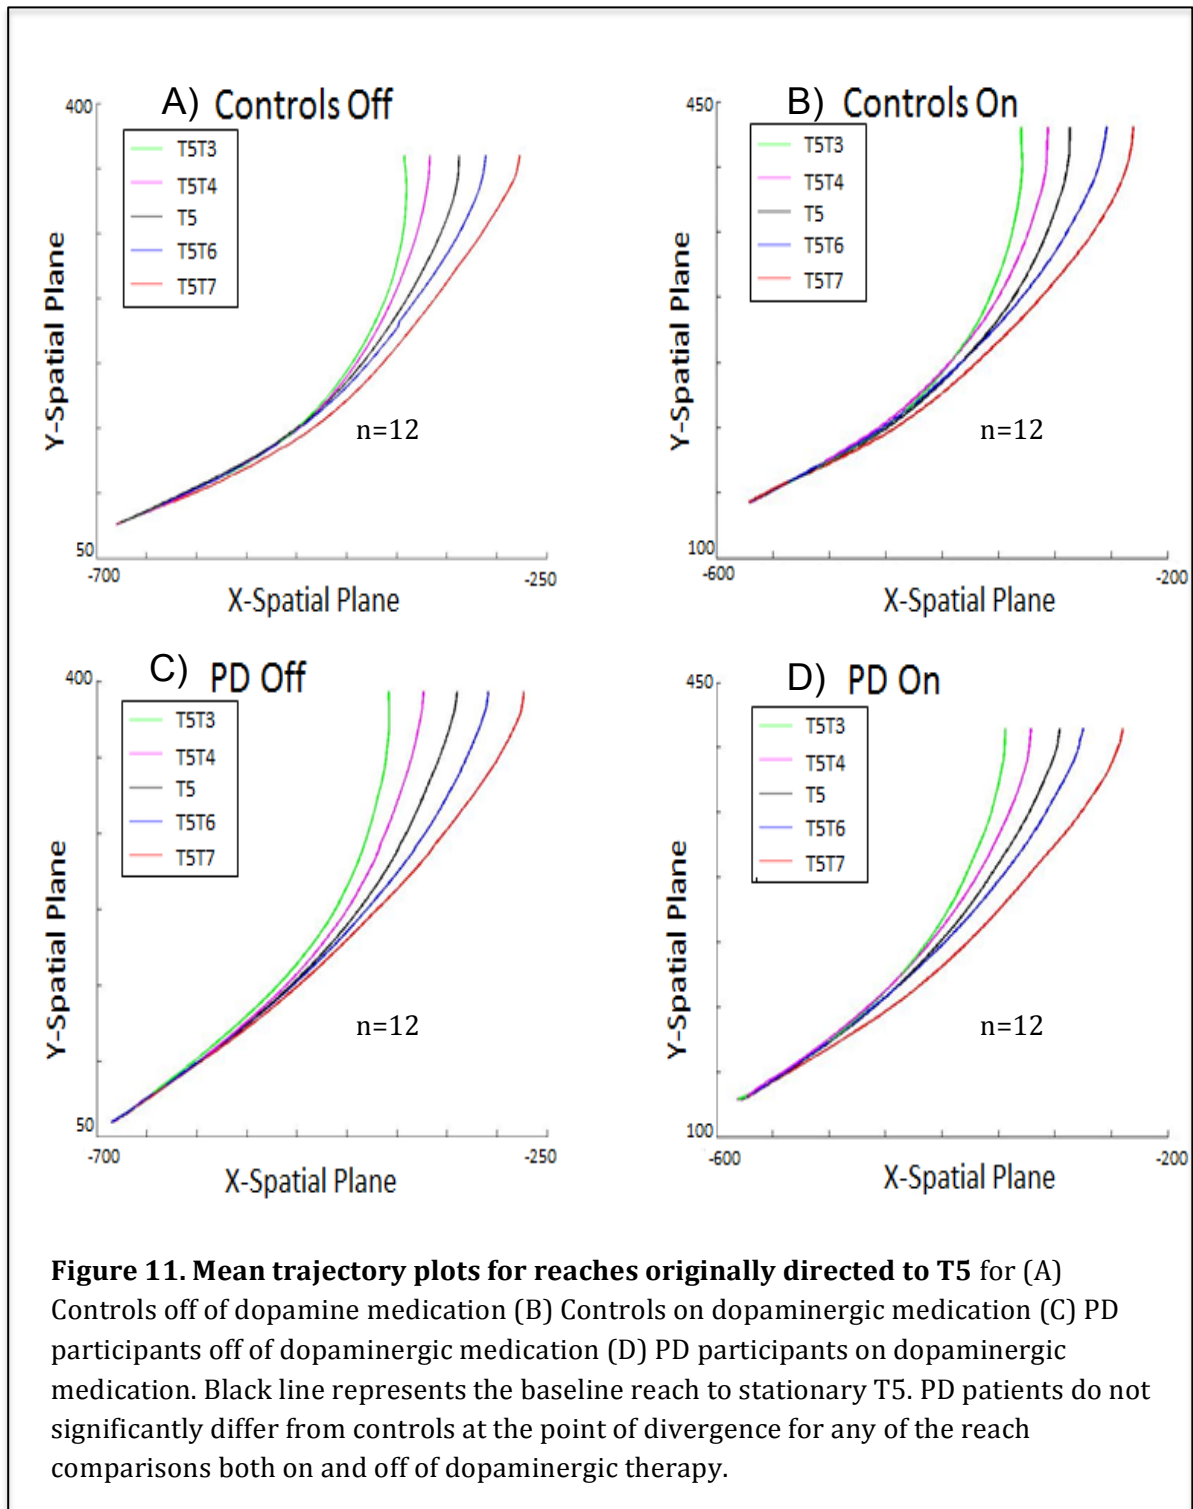 A) Controls Off
400
T5T3
T5T4
T5
T5T6
T5T7
Y-Spatial Plane
n=12
50
-700
-250
X-Spatial Plane
B) Controls On
450
T5T3
T5T4
T5
T5T6
T5T7
Y-Spatial Plane
n=12
100
-600
-200
X-Spatial Plane
C) PD Off
400
T5T3
T5T4
T5
T5T6
T5T7
Y-Spatial Plane
n=12
50
-700
-250
X-Spatial Plane
D) PD On
450
T5T3
T5T4
T5
T5T6
T5T7
Y-Spatial Plane
n=12
100
-600
-200
X-Spatial Plane
Figure 11. Mean trajectory plots for reaches originally directed to T5 for (A)
Controls off of dopamine medication (B) Controls on dopaminergic medication (C) PD
participants off of dopaminergic medication (D) PD participants on dopaminergic
medication. Black line represents the baseline reach to stationary T5. PD patients do not
significantly differ from controls at the point of divergence for any of the reach
comparisons both on and off of dopaminergic therapy.